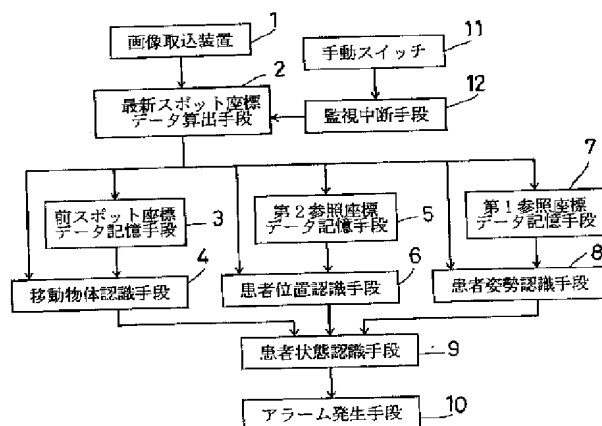 1
画像取込装置
11
手動スイッチ
2
最新スポット座標
データ算出手段
12
監視中断手段
7
前スポット座標
データ記憶手段
3
第2参照座標
データ記憶手段
5
第1参照座標
データ記憶手段
4
移動物体認識手段
6
患者位置認識手段
8
患者姿勢認識手段
患者状態認識手段
9
アラーム発生手段
10